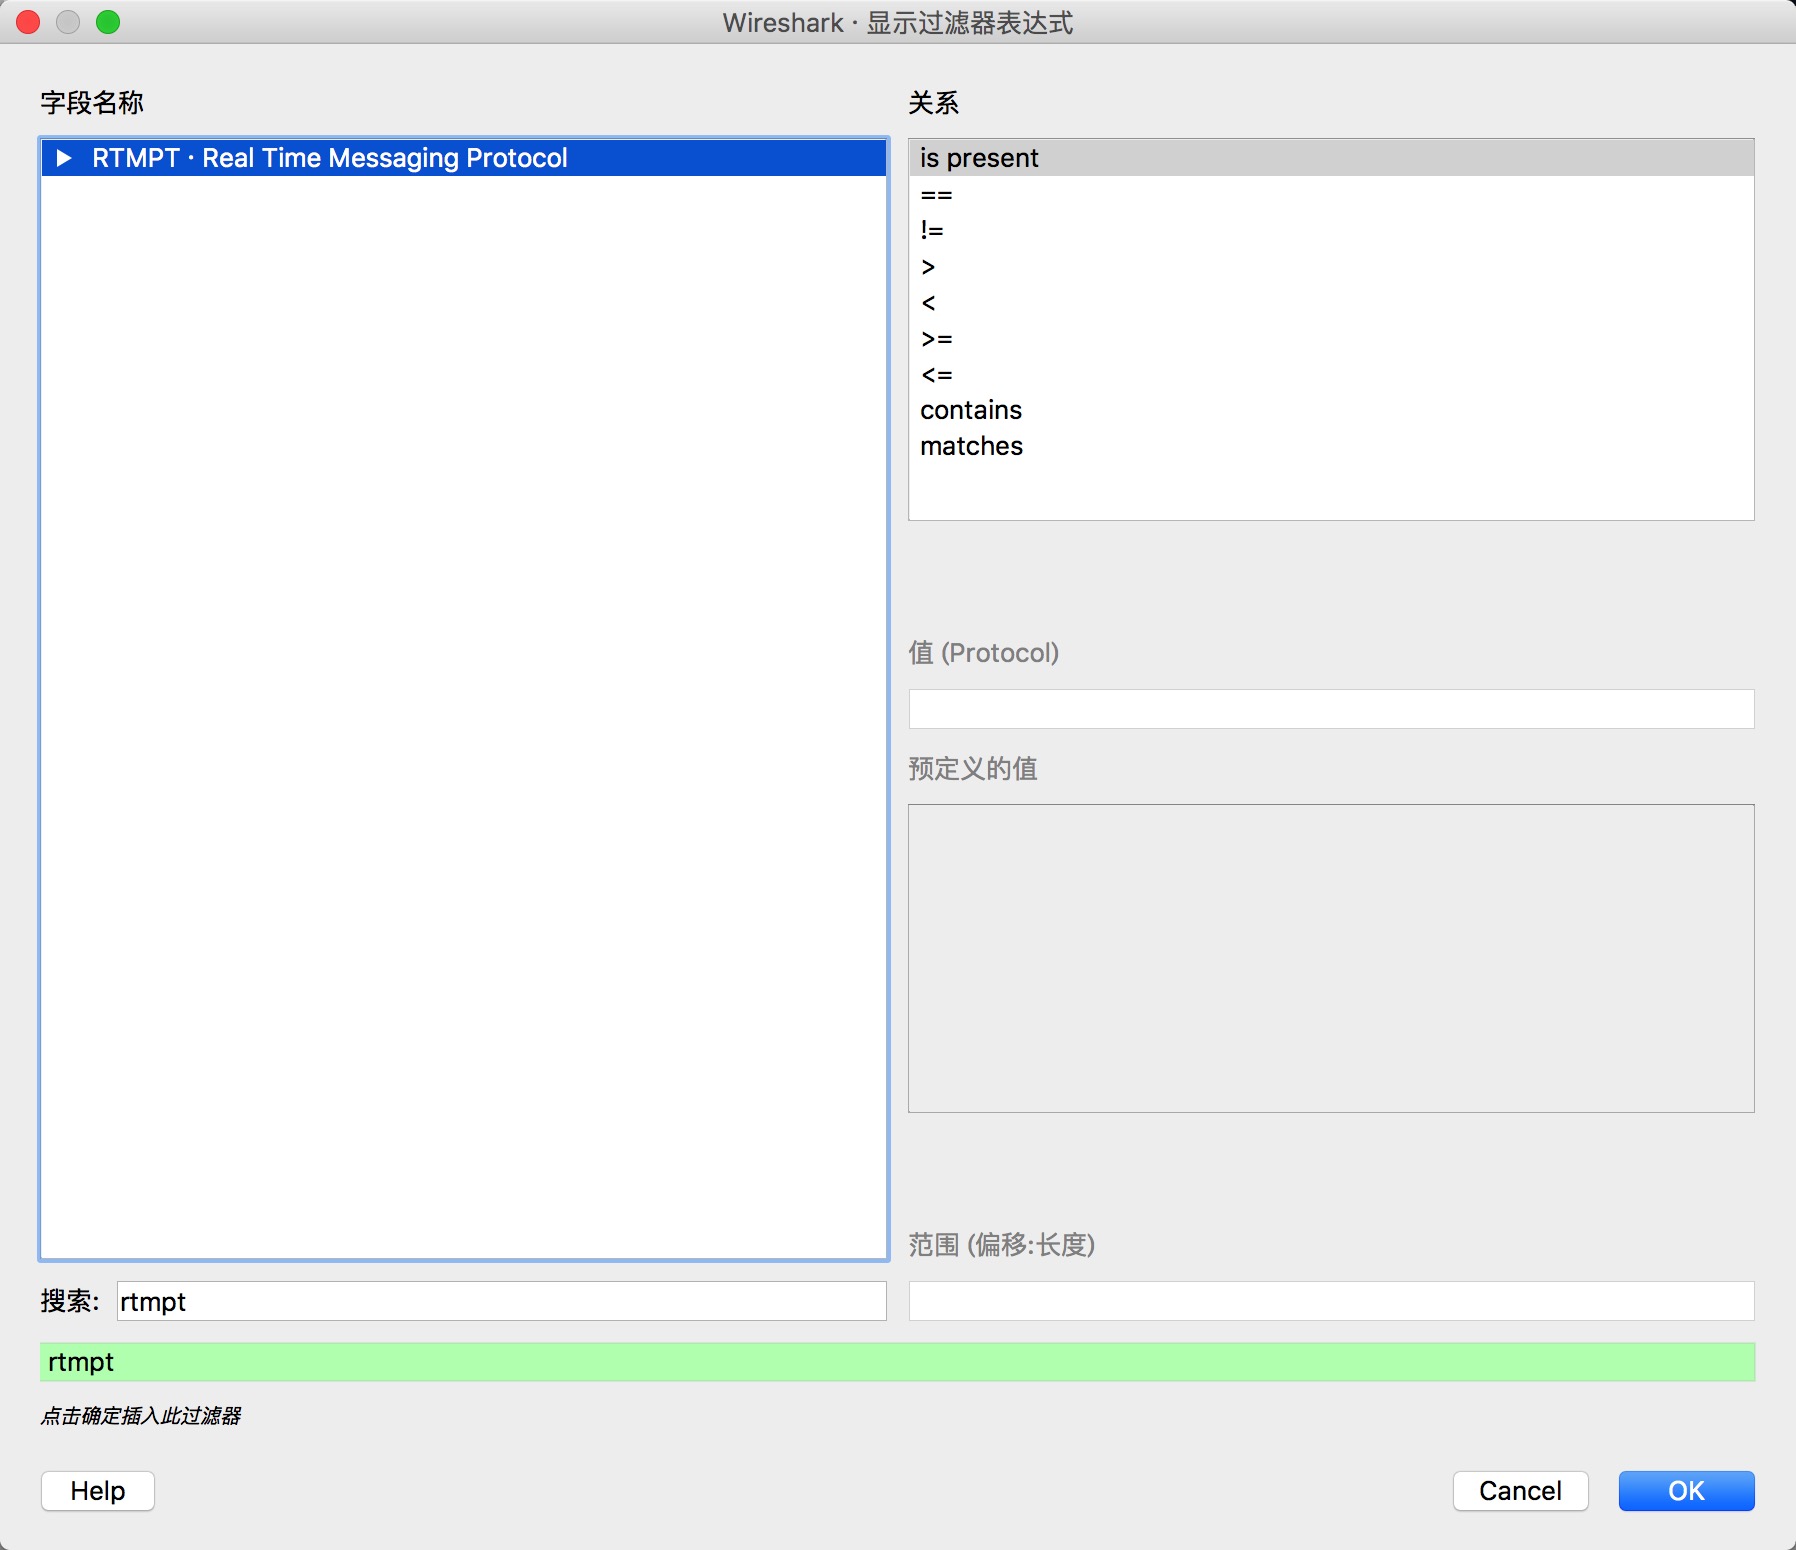 Wireshark · 显示过滤器表达式
字段名称
RTMPT · Real Time Messaging Protocol
搜索: rtmpt
关系
is present
==
!=
>
<
>=
<=
contains
matches
值 (Protocol)
预定义的值
范围 (偏移:长度)
rtmpt
点击确定插入此过滤器
Help
Cancel
OK